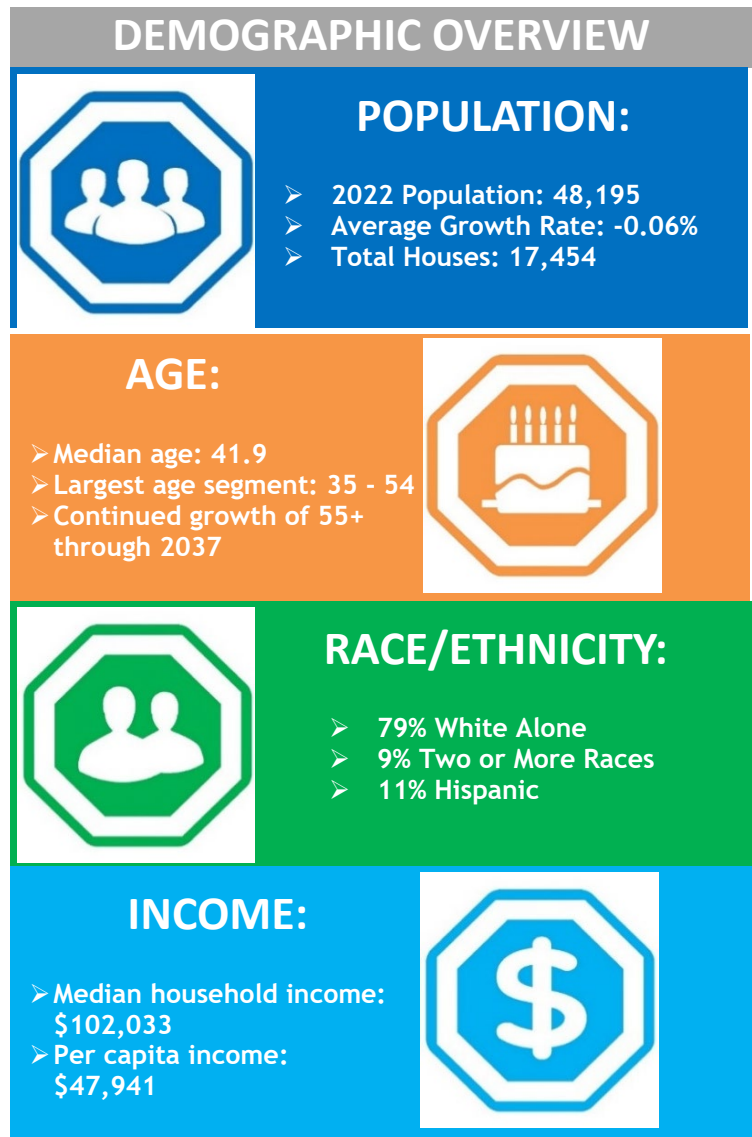 DEMOGRAPHIC OVERVIEW
POPULATION:
➢ 2022 Population: 48,195
➢ Average Growth Rate: -0.06%
➢ Total Houses: 17,454
AGE:
➢ Median age: 41.9
➢ Largest age segment: 35 - 54
➢ Continued growth of 55+
through 2037
RACE/ETHNICITY:
➢ 79% White Alone
➢ 9% Two or More Races
➢ 11% Hispanic
INCOME:
➢ Median household income:
$102,033
➢ Per capita income:
$47,941
$